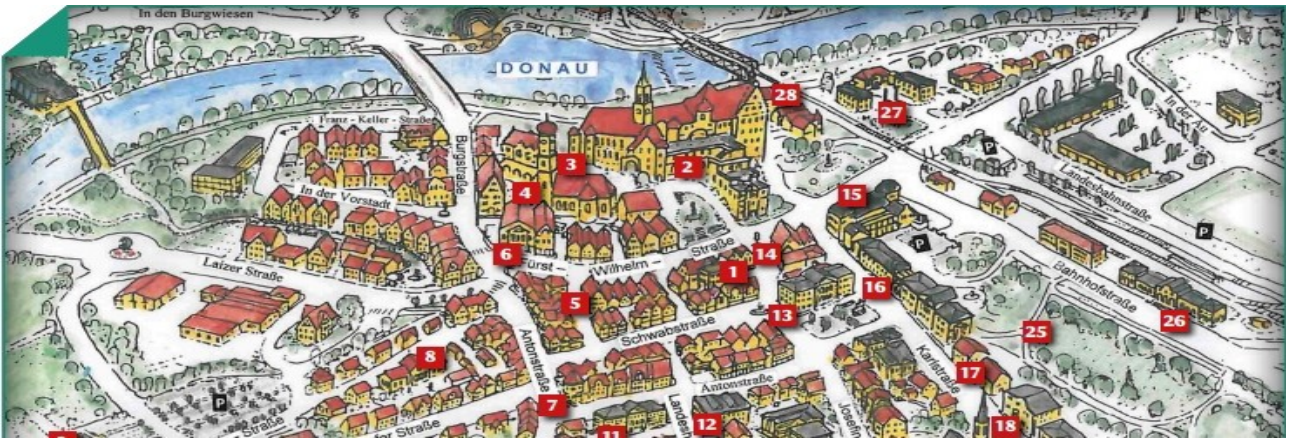 In den Burgwiesen
DONAU
28
27
In der Au
Franz - Keller - Straße
Burgstraße
P
3
2
Landesbahnstraße
In der Vorstadt
4
15
P
P
Laizer Straße
6
Fürst -
Wilhelm -
Straße
14
1
Bahnhofstraße
16
5
13
Schwabstraße
26
25
Antonstraße
8
Karlstraße
17
Antonstraße
P
7
12
11
18
Straße